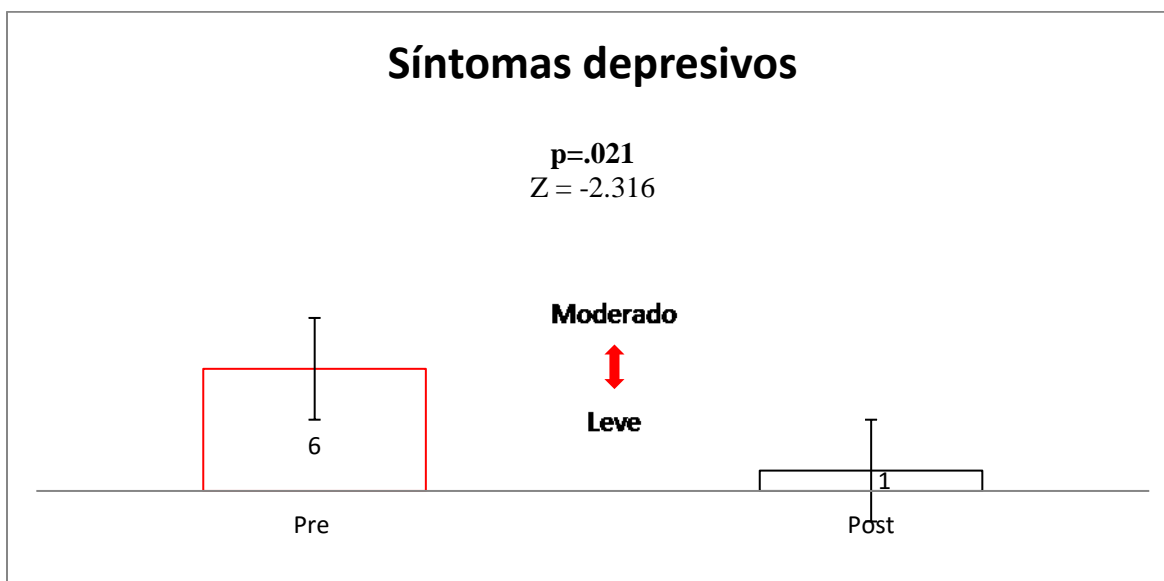 Síntomas depresivos
p=.021
Z = -2.316
Moderado
Leve
6
1
Pre
Post